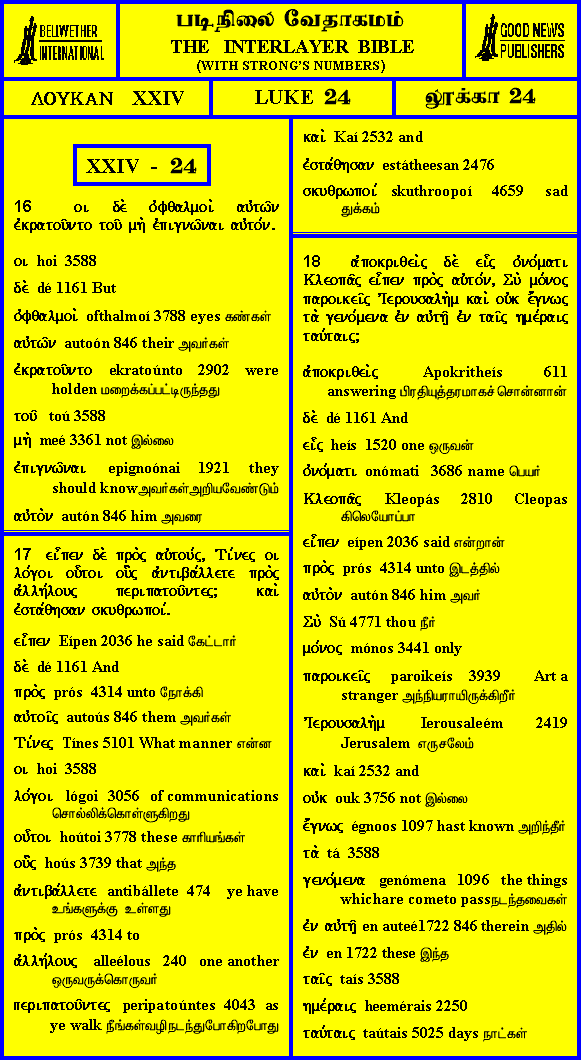 BELLWETHER
INTERNATIONAL
படிநிலை வேதாகமம்
THE INTERLAYER BIBLE
(WITH STRONG'S NUMBERS)
GOOD NEWS
PUBLISHERS
ΛΟΥΚΑΝ XXIV
LUKE 24
லூக்கா 24
XXIV - 24
16 οι δὲ ὀφθαλμοὶ αὐτῶν
ἐκρατοῦντο τοῦ μὴ ἐπιγνῶναι αὐτόν.
οι hoi 3588
δὲ dé 1161 But
ὀφθαλμοὶ ofthalmoí 3788 eyes கண்கள்
αὐτῶν autoón 846 their அவர்கள்
ἐκρατοῦντο ekratoúnto 2902 were
holden மறைக்கப்பட்டிருந்தது
τοῦ toú 3588
μὴ meé 3361 not இல்லை
ἐπιγνῶναι epignoónai 1921 they
should knowஅவர்கள்அறியவேண்டும்
αὐτὸν autón 846 him அவரை
17 εἶπεν δὲ πρὸς αὐτούς, Τίνες οι
λόγοι οὗτοι οὓς ἀντιβάλλετε πρὸς
ἀλλήλους περιπατοῦντες; καὶ
ἐστάθησαν σκυθρωποί.
εἶπεν Eípen 2036 he said கேட்டார்
δὲ dé 1161 And
πρὸς prós 4314 unto நோக்கி
αὐτοῖς autoús 846 them அவர்கள்
Τίνες Tínes 5101 What manner என்ன
οι hoi 3588
λόγοι lógoi 3056 of communications
சொல்லிக்கொள்ளுகிறது
οὗτοι hoútoi 3778 these காரியங்கள்
οὓς hoús 3739 that அந்த
ἀντιβάλλετε antibállete 474 ye have
உங்களுக்கு உள்ளது
πρὸς prós 4314 to
ἀλλήλους alleélous 240 one another
ஒருவருக்கொருவர்
περιπατοῦντες peripatoúntes 4043 as
ye walk நீங்கள்வழிநடந்துபோகிறபோது
καὶ Kaí 2532 and
ἐστάθησαν estátheesan 2476
σκυθρωποί skuthroopoí 4659 sad
துக்கம்
18 ἀποκριθεὶς δὲ εἷς ὀνόματι
Κλεοπᾶς εἶπεν πρὸς αὐτόν, Σὺ μόνος
παροικεῖς Ἰερουσαλὴμ καὶ οὐκ ἔγνως
τὰ γενόμενα ἐν αὐτῇ ἐν ταῖς ημέραις
ταύταις;
ἀποκριθεὶς Apokritheís 611
answering பிரதியுத்தரமாகச் சொன்னான்
δὲ dé 1161 And
εἷς heís 1520 one ஒருவன்
ὀνόματι onómati 3686 name பெயர்
Κλεοπᾶς Kleopás 2810 Cleopas
கிலெயோப்பா
εἶπεν eípen 2036 said என்றான்
πρὸς prós 4314 unto இடத்தில்
αὐτὸν autón 846 him அவர்
Σὺ Sú 4771 thou நீர்
μόνος mónos 3441 only
παροικεῖς paroikeís 3939 Art a
stranger அந்நியராயிருக்கிறீர்
Ἰερουσαλὴμ Ierousaleém 2419
Jerusalem எருசலேம்
καὶ kaí 2532 and
οὐκ ouk 3756 not இல்லை
ἔγνως égnoos 1097 hast known அறிந்தீர்
τὰ tá 3588
γενόμενα genómena 1096 the things
whichare cometo passநடந்தவைகள்
ἐν αὐτῇ en auteé1722 846 therein அதில்
ἐν en 1722 these இந்த
ταῖς taís 3588
ημέραις heemérais 2250
ταύταις taútais 5025 days நாட்கள்